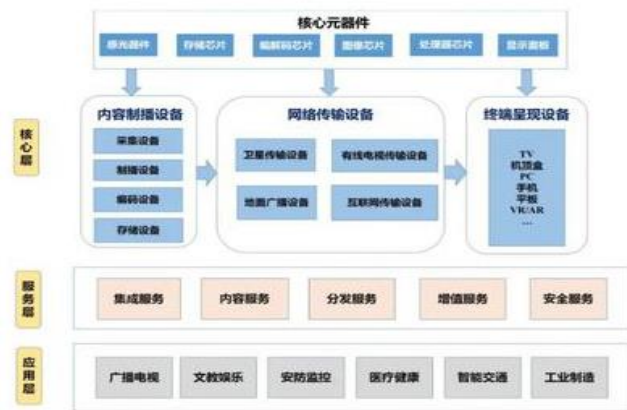 核心元器件
感光器件
存储芯片
编解码芯片
图像芯片
处理器芯片
显示面板
核心层
内容制播设备
采集设备
制播设备
编码设备
存储设备
网络传输设备
卫星传输设备
有线电视传输设备
地面广播设备
互联网传输设备
终端呈现设备
TV
机顶盒
PC
手机
平板
VR/AR
...
服务层
集成服务
内容服务
分发服务
增值服务
安全服务
应用层
广播电视
文教娱乐
安防监控
医疗健康
智能交通
工业制造